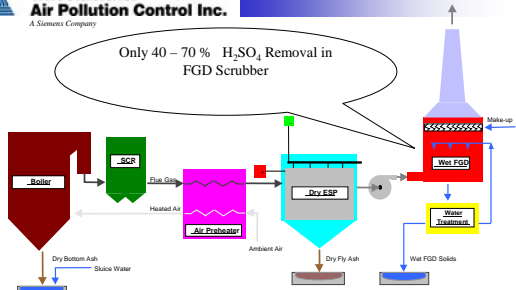 Air Pollution Control Inc.
A Siemens Company
Only 40 – 70 % H₂SO₄ Removal in
FGD Scrubber
Make-up
SCR
Wet FGD
Boiler
Flue Gas
Dry ESP
Heated Air
Water
Treatment
Air Preheater
Ambient Air
Dry Bottom Ash
Sluice Water
Dry Fly Ash
Wet FGD Solids